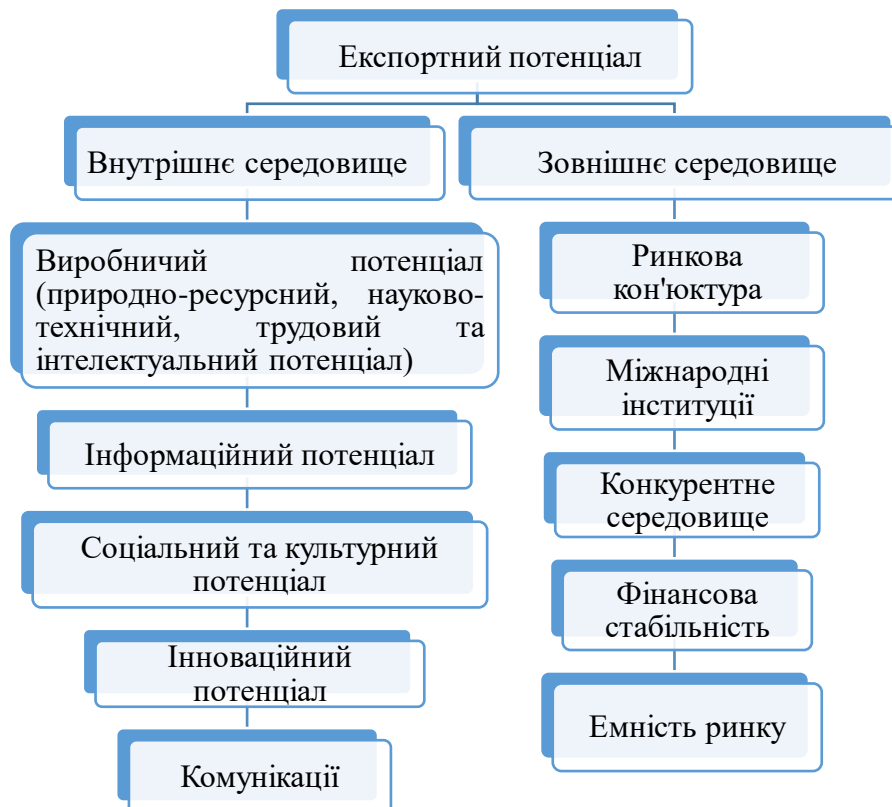 Експортний потенціал
Внутрішнє середовище
Виробничий потенціал
(природно-ресурсний, науково-
технічний, трудовий та
інтелектуальний потенціал)
Інформаційний потенціал
Соціальний та культурний
потенціал
Інноваційний
потенціал
Комунікації
Зовнішнє середовище
Ринкова
кон'юктура
Міжнародні
інституції
Конкурентне
середовище
Фінансова
стабільність
Емність ринку